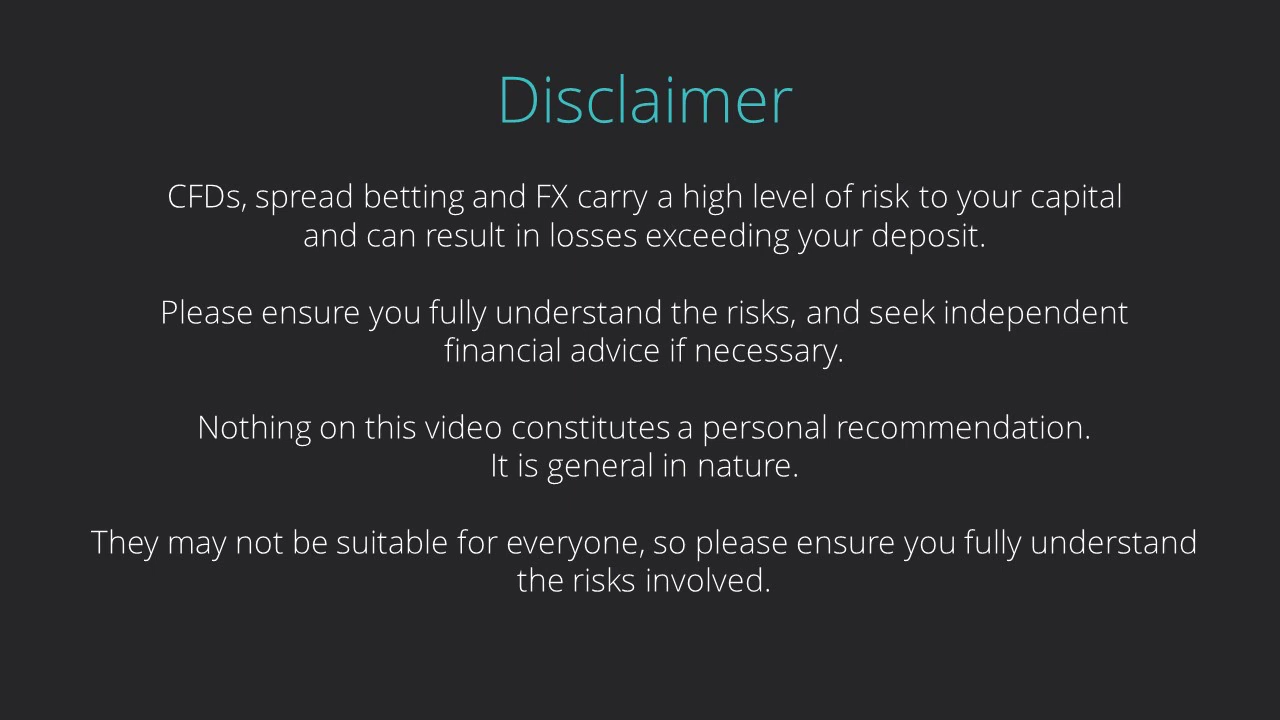 Disclaimer
CFDs, spread betting and FX carry a high level of risk to your capital
and can result in losses exceeding your deposit.
Please ensure you fully understand the risks, and seek independent
financial advice if necessary.
Nothing on this video constitutes a personal recommendation.
It is general in nature.
They may not be suitable for everyone, so please ensure you fully understand
the risks involved.